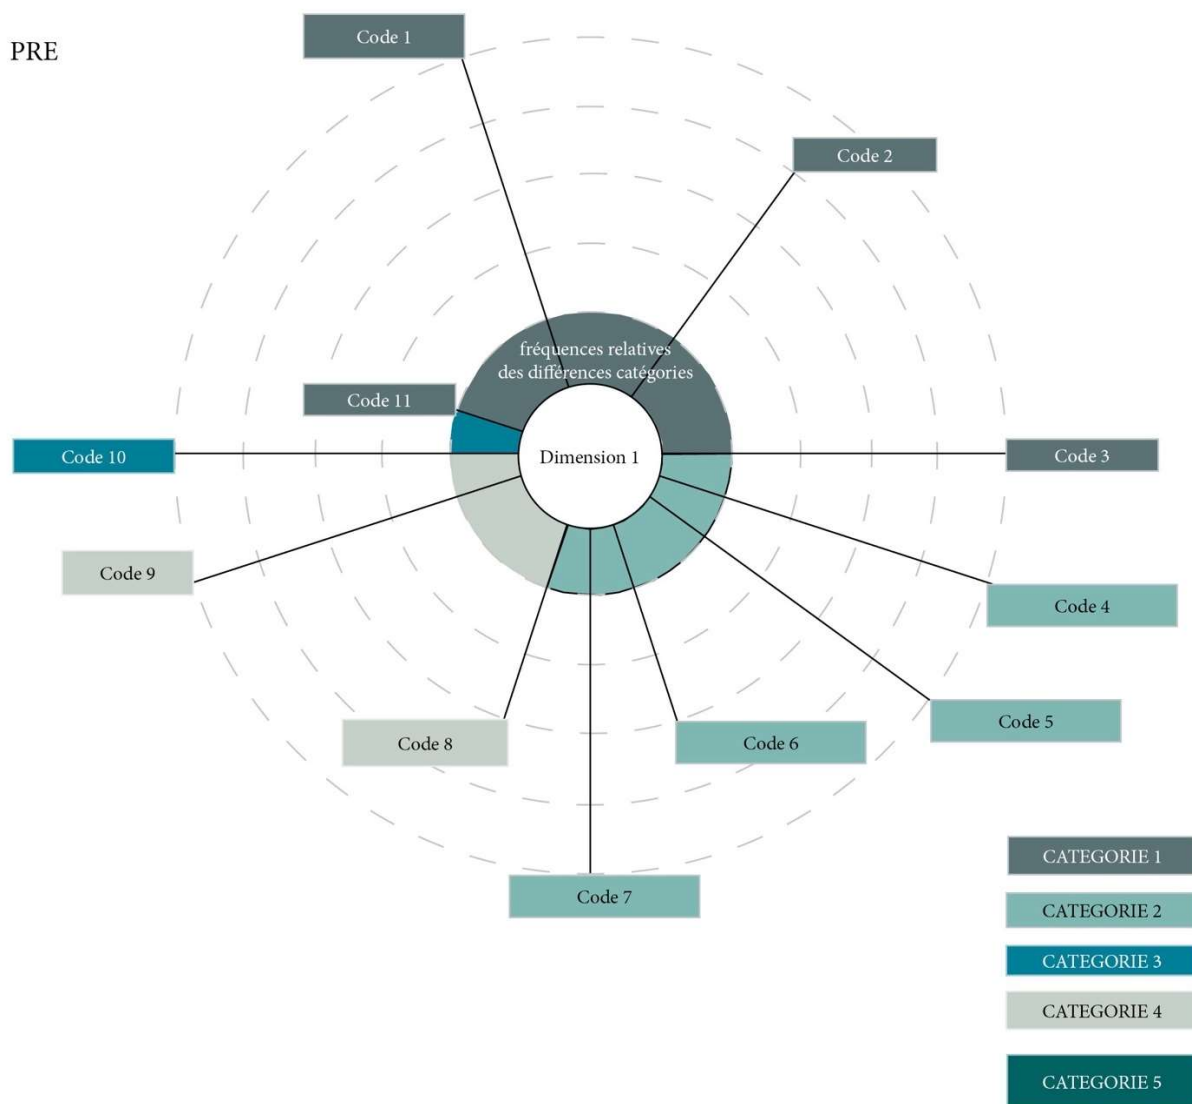 PRE
Code 1
Code 2
fréquences relatives
des différences catégories
Code 11
Code 10
Dimension 1
Code 3
Code 9
Code 4
Code 5
Code 8
Code 6
Code 7
CATEGORIE 1
CATEGORIE 2
CATEGORIE 3
CATEGORIE 4
CATEGORIE 5